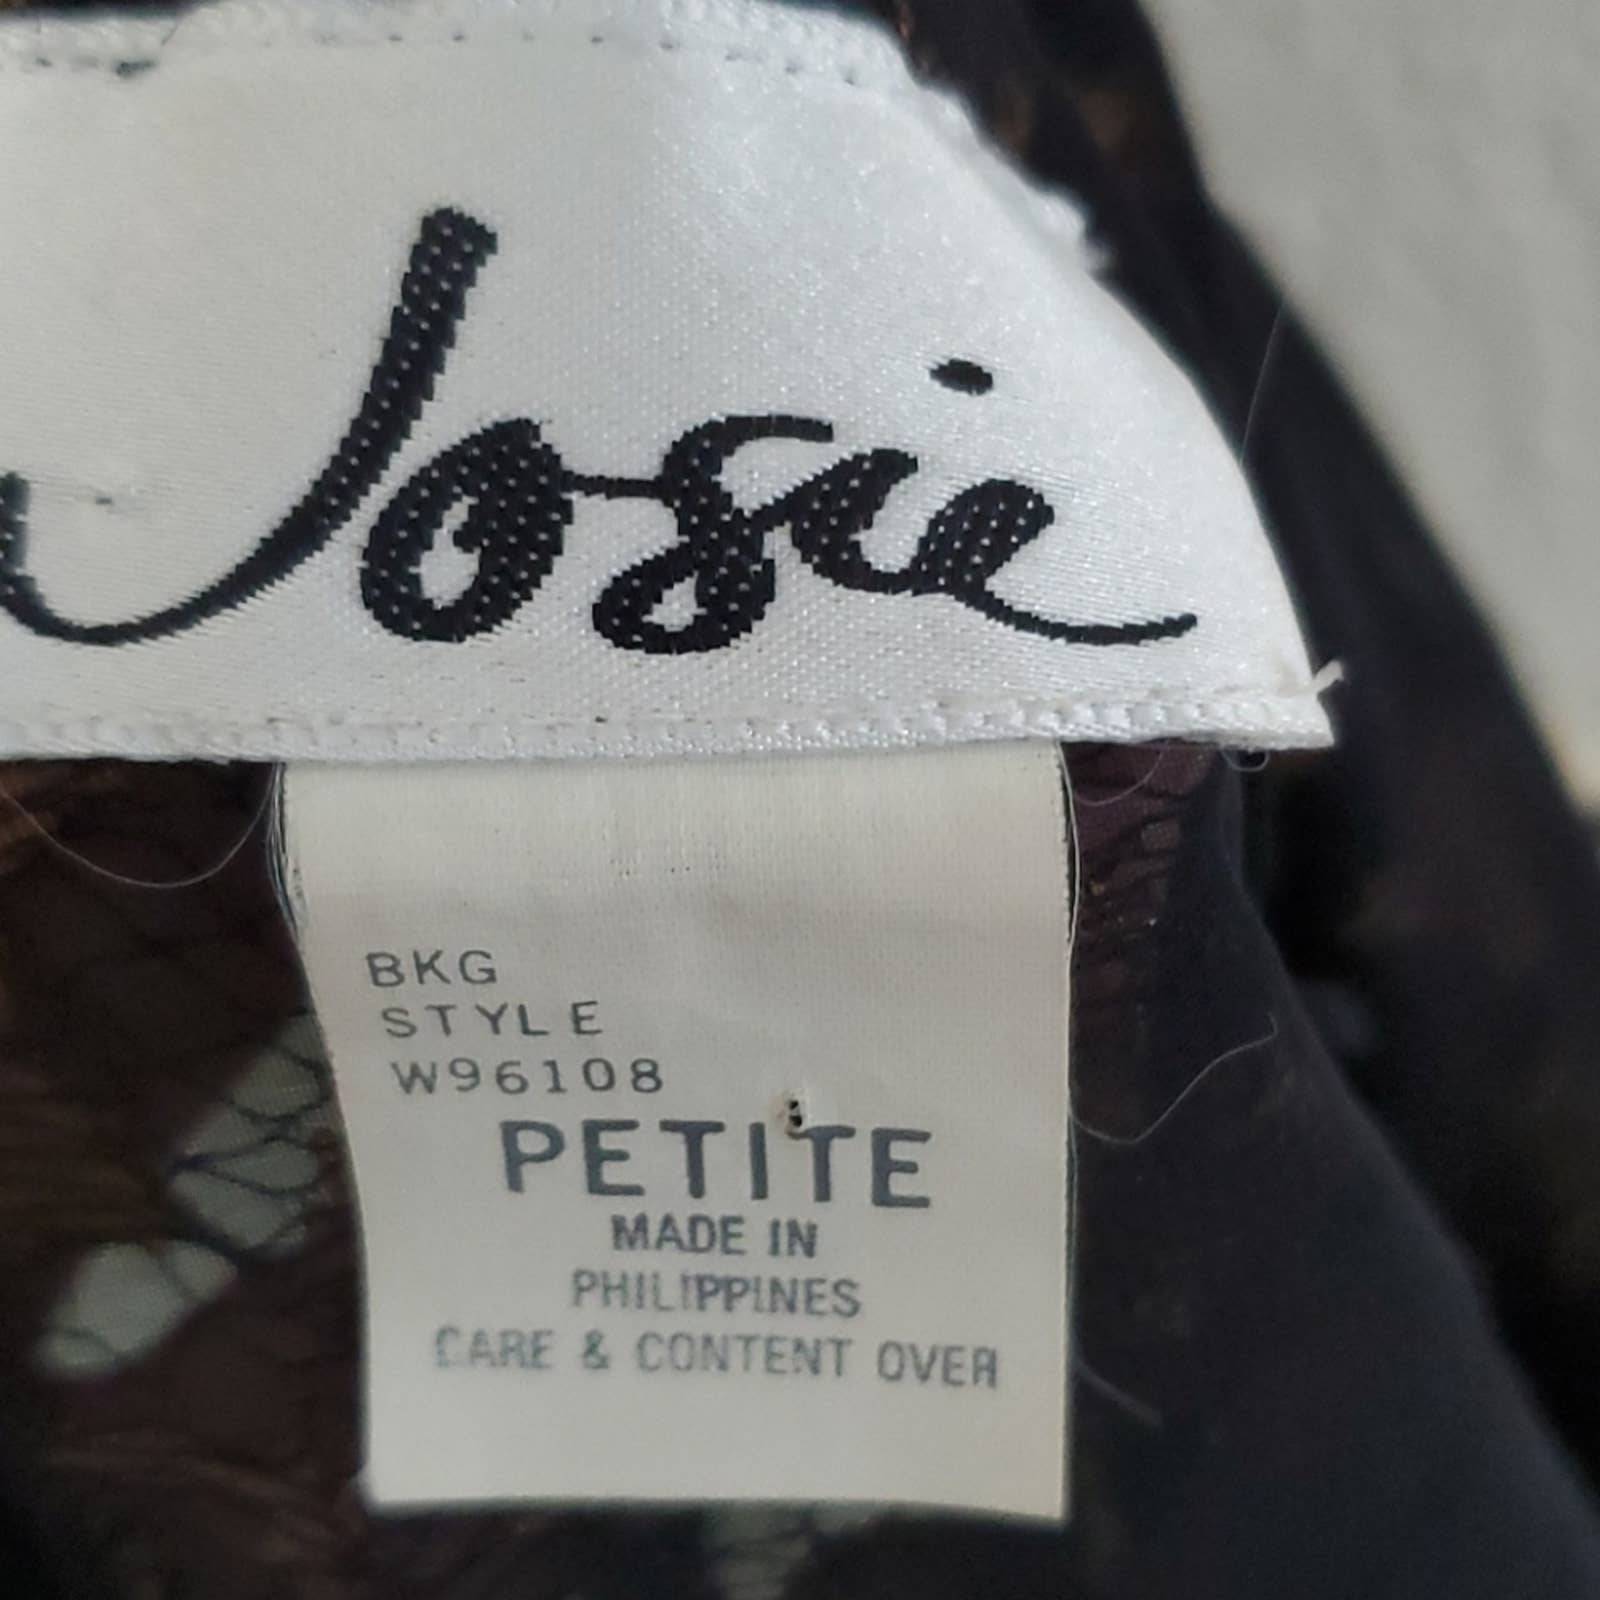 Josie
BKG
STYLE
W96108
PETITE
MADE IN
PHILIPPINES
CARE & CONTENT OVER